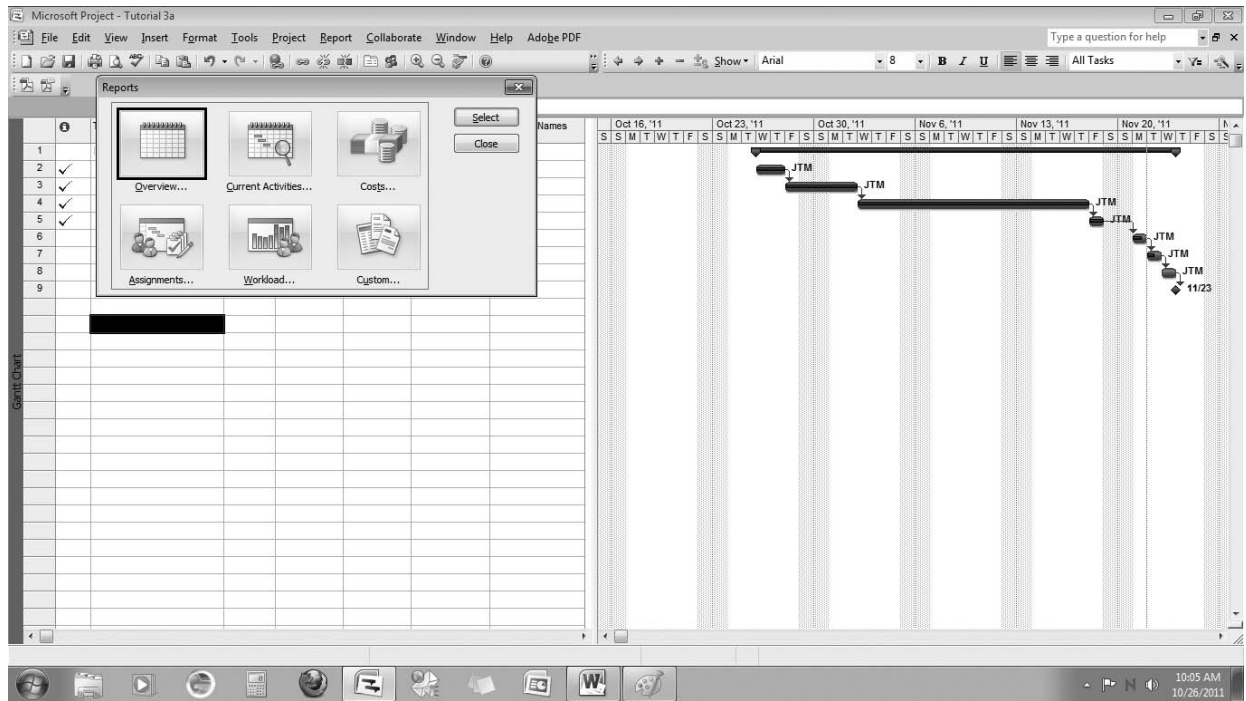 Microsoft Project - Tutorial 3a
File Edit View Insert Format Tools Project Report Collaborate Window Help Adobe PDF
Type a question for help
Show Arial 8 B I U All Tasks
Reports
Select
Close
Overview...
Current Activities...
Costs...
Assignments...
Workload...
Custom...
Names
Oct 16, '11 Oct 23, '11 Oct 30, '11 Nov 6, '11 Nov 13, '11 Nov 20, '11 N
S S M T W T F S S M T W T F S S M T W T F S S M T W T F S S M T W T F S S M T W T F S S
1
2 JTM
3 JTM
4 JTM
5 JTM
6 JTM
7 JTM
8 JTM
9 11/23
Gantt Chart
10:05 AM
10/26/2011